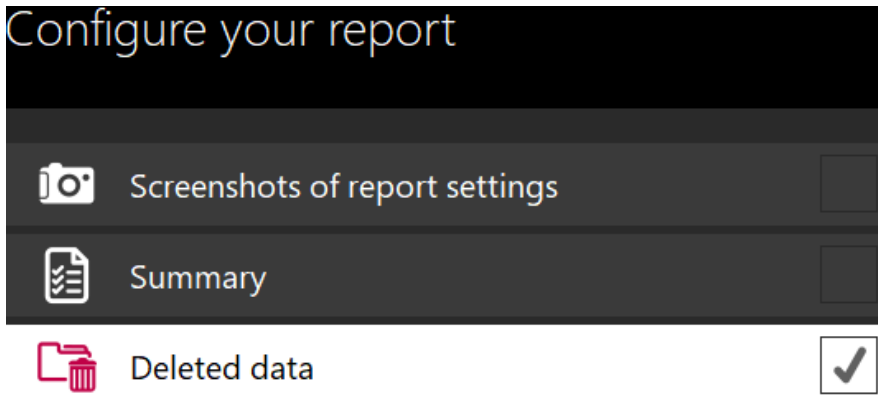 Configure your report
Screenshots of report settings
Summary
Deleted data